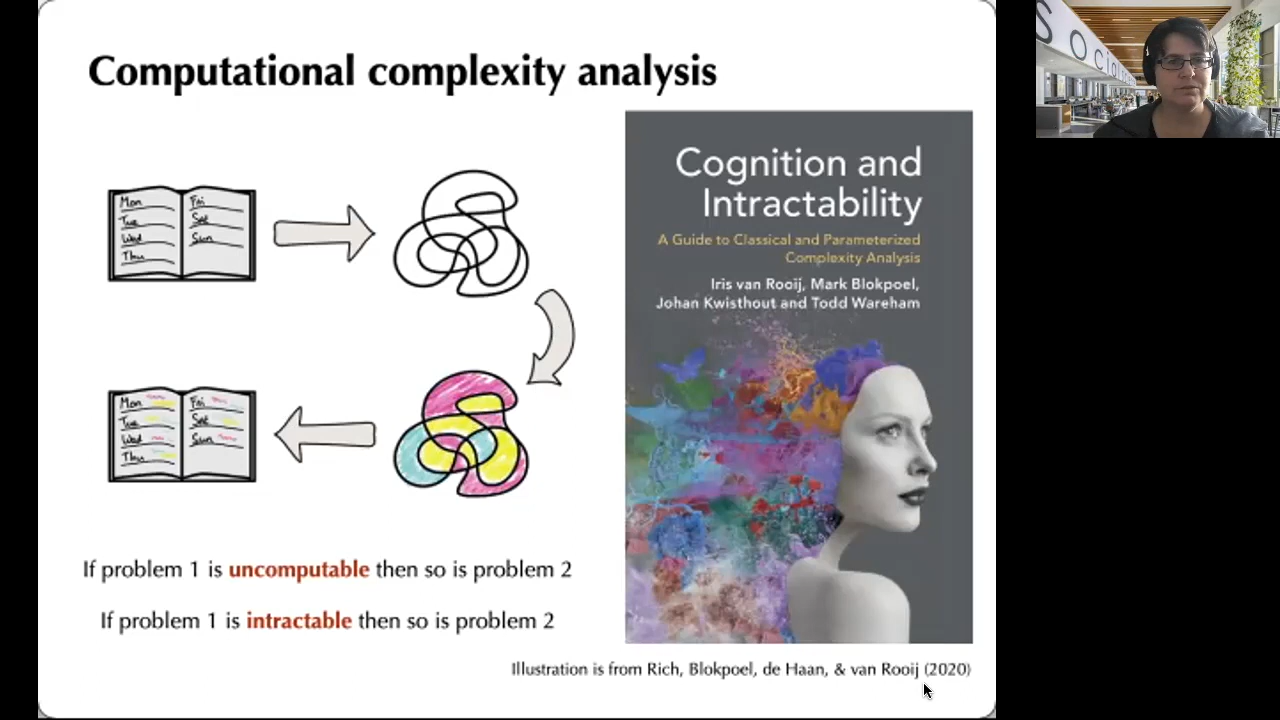 Computational complexity analysis
Mon
Tue
Wed
Thu
Fri
Sat
Sun
Mon
Tue
Wed
Thu
Fri
Sat
Sun
If problem 1 is uncomputable then so is problem 2
If problem 1 is intractable then so is problem 2
Cognition and
Intractability
A Guide to Classical and Parameterized
Complexity Analysis
Iris van Rooij, Mark Blokpoel,
Johan Kwisthout and Todd Wareham
Illustration is from Rich, Blokpoel, de Haan, & van Rooij (2020)